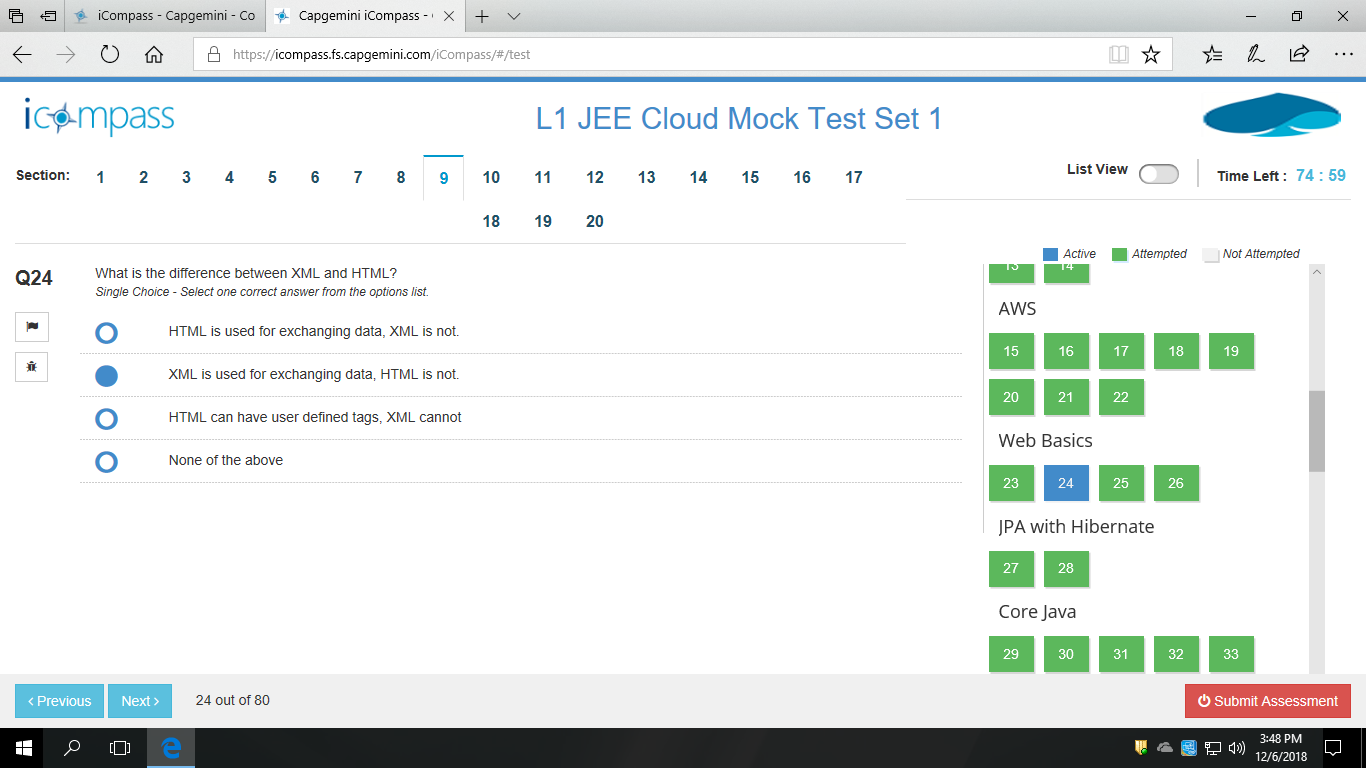 iCompass - Capgemini - Co
Capgemini iCompass -
https://icompass.fs.capgemini.com/iCompass/#/test
icompass
L1 JEE Cloud Mock Test Set 1
Section: 1 2 3 4 5 6 7 8 9 10 11 12 13 14 15 16 17
18 19 20
List View
Time Left : 74 : 59
Active Attempted Not Attempted
Q24
What is the difference between XML and HTML?
Single Choice - Select one correct answer from the options list.
HTML is used for exchanging data, XML is not.
XML is used for exchanging data, HTML is not.
HTML can have user defined tags, XML cannot
None of the above
13 14
AWS
15 16 17 18 19
20 21 22
Web Basics
23 24 25 26
JPA with Hibernate
27 28
Core Java
29 30 31 32 33
Previous
Next
24 out of 80
Submit Assessment
3:48 PM
12/6/2018